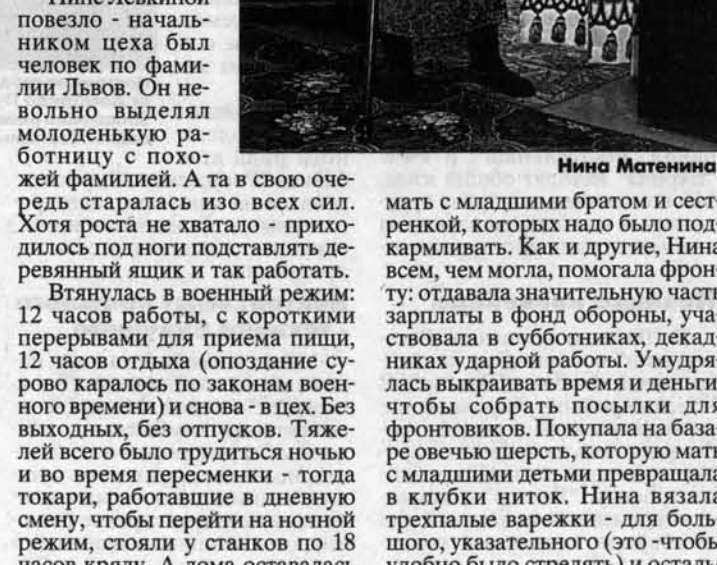 Нине Левкиной
повезло - началь-
ником цеха был
человек по фами-
лии Львов. Он не-
вольно выделял
молоденькую ра-
ботницу с похо-
жей фамилией. А та в свою оче-
редь старалась изо всех сил.
Хотя роста не хватало - прихо-
дилось под ноги подставлять де-
ревянный ящик и так работать.
Втянулась в военный режим:
12 часов работы, с короткими
перерывами для приема пищи,
12 часов отдыха (опоздание су-
рово каралось по законам воен-
ного времени) и снова - в цех. Без
выходных, без отпусков. Тяже-
лей всего было трудиться ночью
и во время пересменки - тогда
токари, работавшие в дневную
смену, чтобы перейти на ночной
режим, стояли у станков по 18
часов кряду. А дома оставалась
Нина Матенина
мать с младшими братом и сест-
ренкой, которых надо было под-
кармливать. Как и другие, Нина
всем, чем могла, помогала фрон-
ту: отдавала значительную часть
зарплаты в фонд обороны, уча-
ствовала в субботниках, декад-
никах ударной работы. Умудря-
лась выкраивать время и деньги,
чтобы собрать посылки для
фронтовиков. Покупала на база-
ре овечью шерсть, которую мать
с младшими детьми превращала
в клубки ниток. Нина вязала
трехпалые варежки - для боль-
шого, указательного (это -чтобы
удобно было стрелять) и осталь-